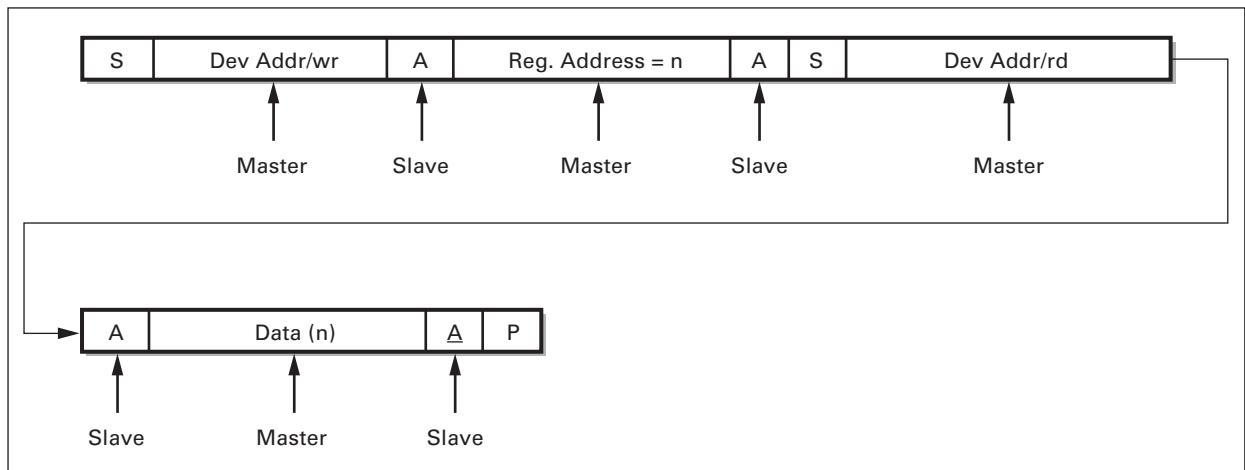 S Dev Addr/wr A Reg. Address = n A S Dev Addr/rd
Master Slave Master Slave Master
A Data (n) A P
Slave Master Slave